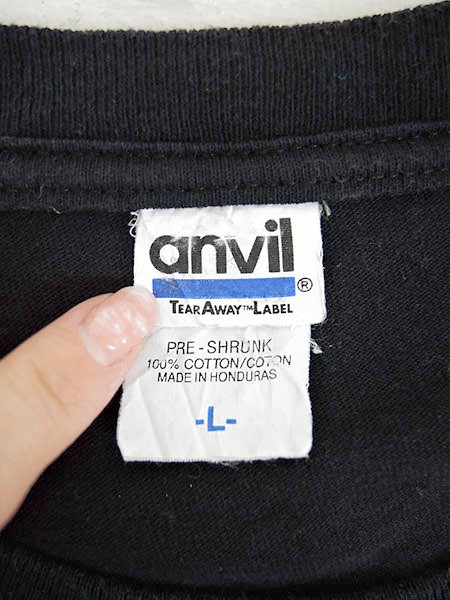 anvil
®
TEARAWAY™LABEL
PRE-SHRUNK
100% COTTON/COTON
MADE IN HONDURAS
-L-